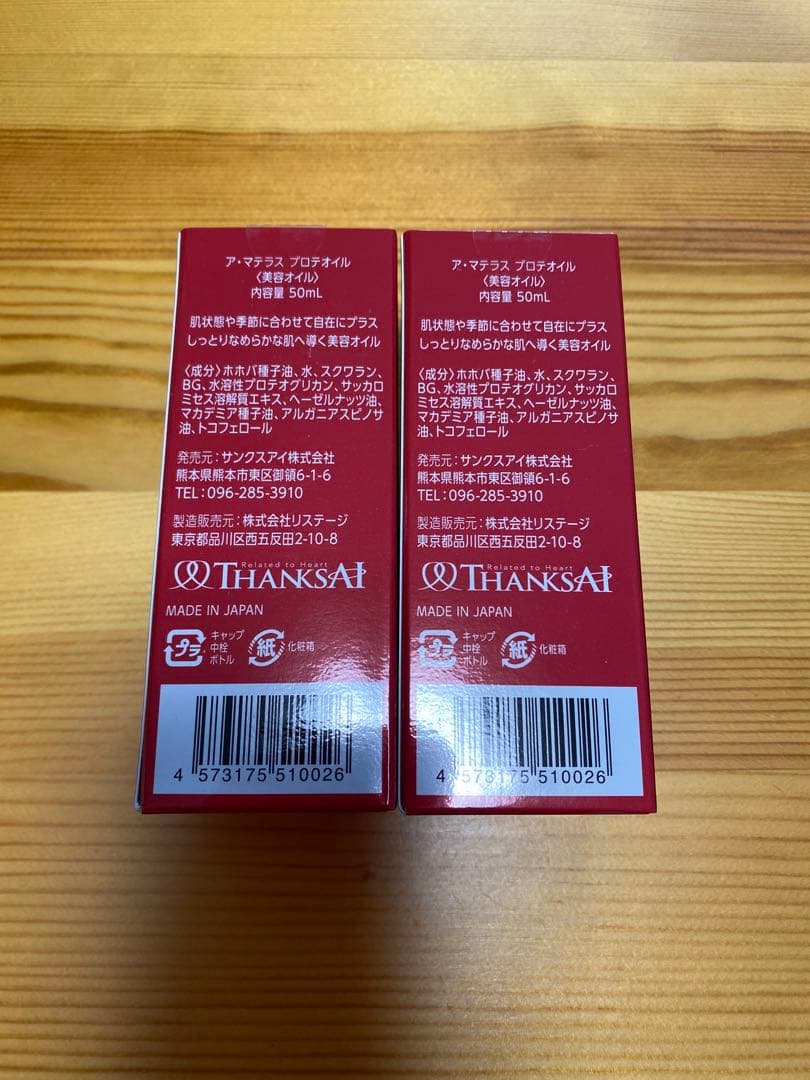 ア・マテラス プロテオイル
〈美容オイル〉
内容量 50mL
肌状態や季節に合わせて自在にプラス
しっとりなめらかな肌へ導く美容オイル
〈成分〉ホホバ種子油、水、スクワラン、
BG、水溶性プロテオグリカン、サッカロ
ミセス溶解質エキス、ヘーゼルナッツ油、
マカデミア種子油、アルガニアスピノサ
油、トコフェロール
発売元：サンクスアイ株式会社
熊本県熊本市東区御領6-1-6
TEL：096-285-3910
製造販売元：株式会社リステージ
東京都品川区西五反田2-10-8
Related to Heart
THANKSAI
MADE IN JAPAN
プラ
キャップ
中栓
ボトル
紙
化粧箱
4 573175 510026
ア・マテラス プロテオイル
〈美容オイル〉
内容量 50mL
肌状態や季節に合わせて自在にプラス
しっとりなめらかな肌へ導く美容オイル
〈成分〉ホホバ種子油、水、スクワラン、
BG、水溶性プロテオグリカン、サッカロ
ミセス溶解質エキス、ヘーゼルナッツ油、
マカデミア種子油、アルガニアスピノサ
油、トコフェロール
発売元：サンクスアイ株式会社
熊本県熊本市東区御領6-1-6
TEL：096-285-3910
製造販売元：株式会社リステージ
東京都品川区西五反田2-10-8
Related to Heart
THANKSAI
MADE IN JAPAN
プラ
キャップ
中栓
ボトル
紙
化粧箱
4 573175 510026